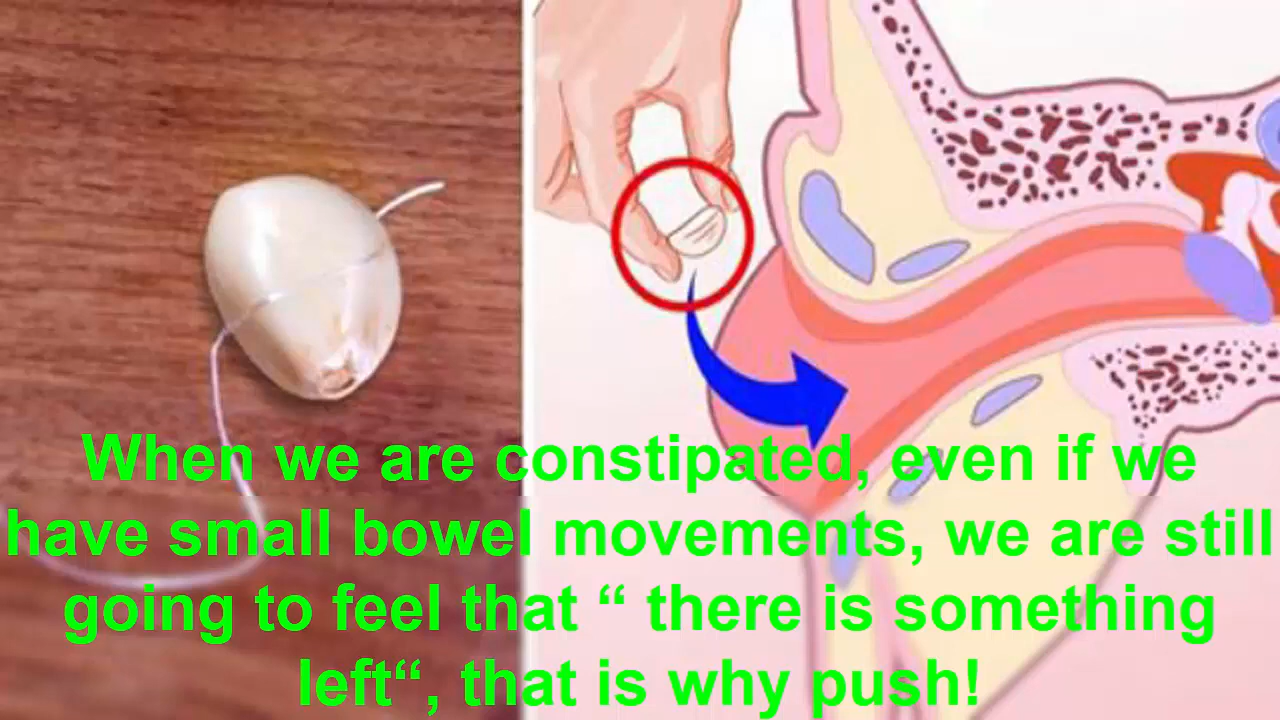 When we are constipated, even if we
have small bowel movements, we are still
going to feel that “ there is something
left“, that is why push!